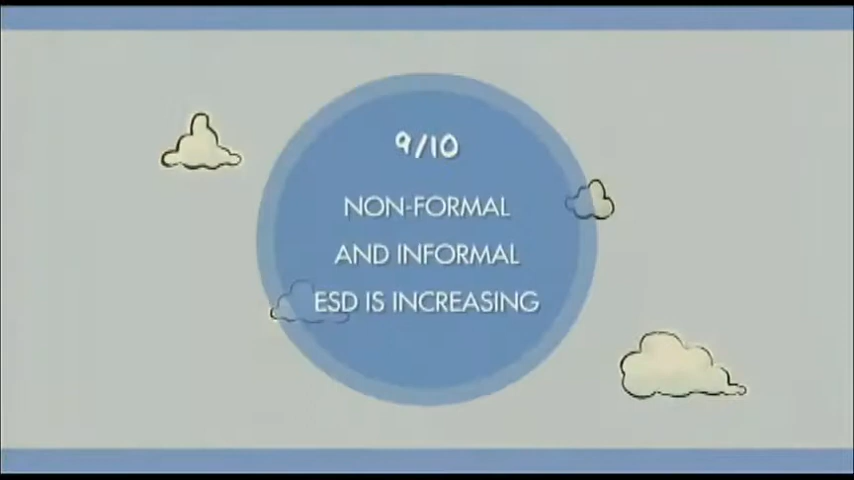 9/10
NON-FORMAL
AND INFORMAL
ESD IS INCREASING